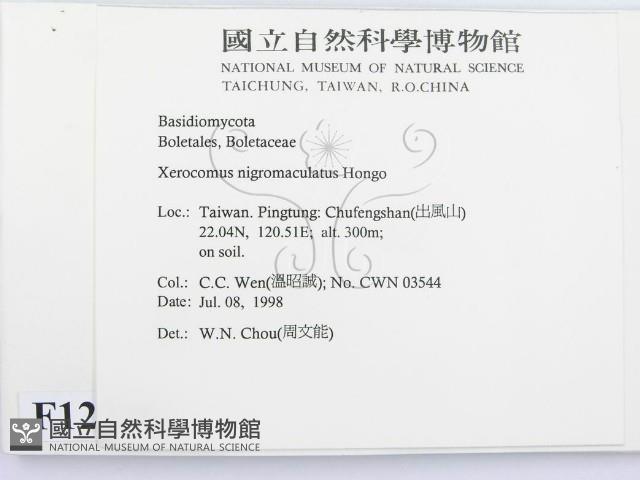 國立自然科學博物館
NATIONAL MUSEUM OF NATURAL SCIENCE
TAICHUNG, TAIWAN, R.O.CHINA
Basidiomycota
Boletales, Boletaceae
Xerocomus nigromaculatus Hongo
Loc.: Taiwan. Pingtung: Chufengshan(出風山)
22.04N, 120.51E; alt. 300m;
on soil.
Col.: C.C. Wen(溫昭誠); No. CWN 03544
Date: Jul. 08, 1998
Det.: W.N. Chou(周文能)
F12
國立自然科學博物館
NATIONAL MUSEUM OF NATURAL SCIENCE